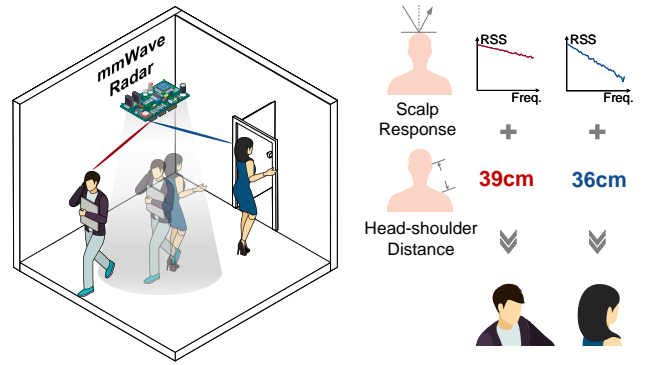 mmWave
Radar
Scalp
Response
RSS
Freq.
RSS
Freq.
+
+
Head-shoulder
Distance
39cm
36cm